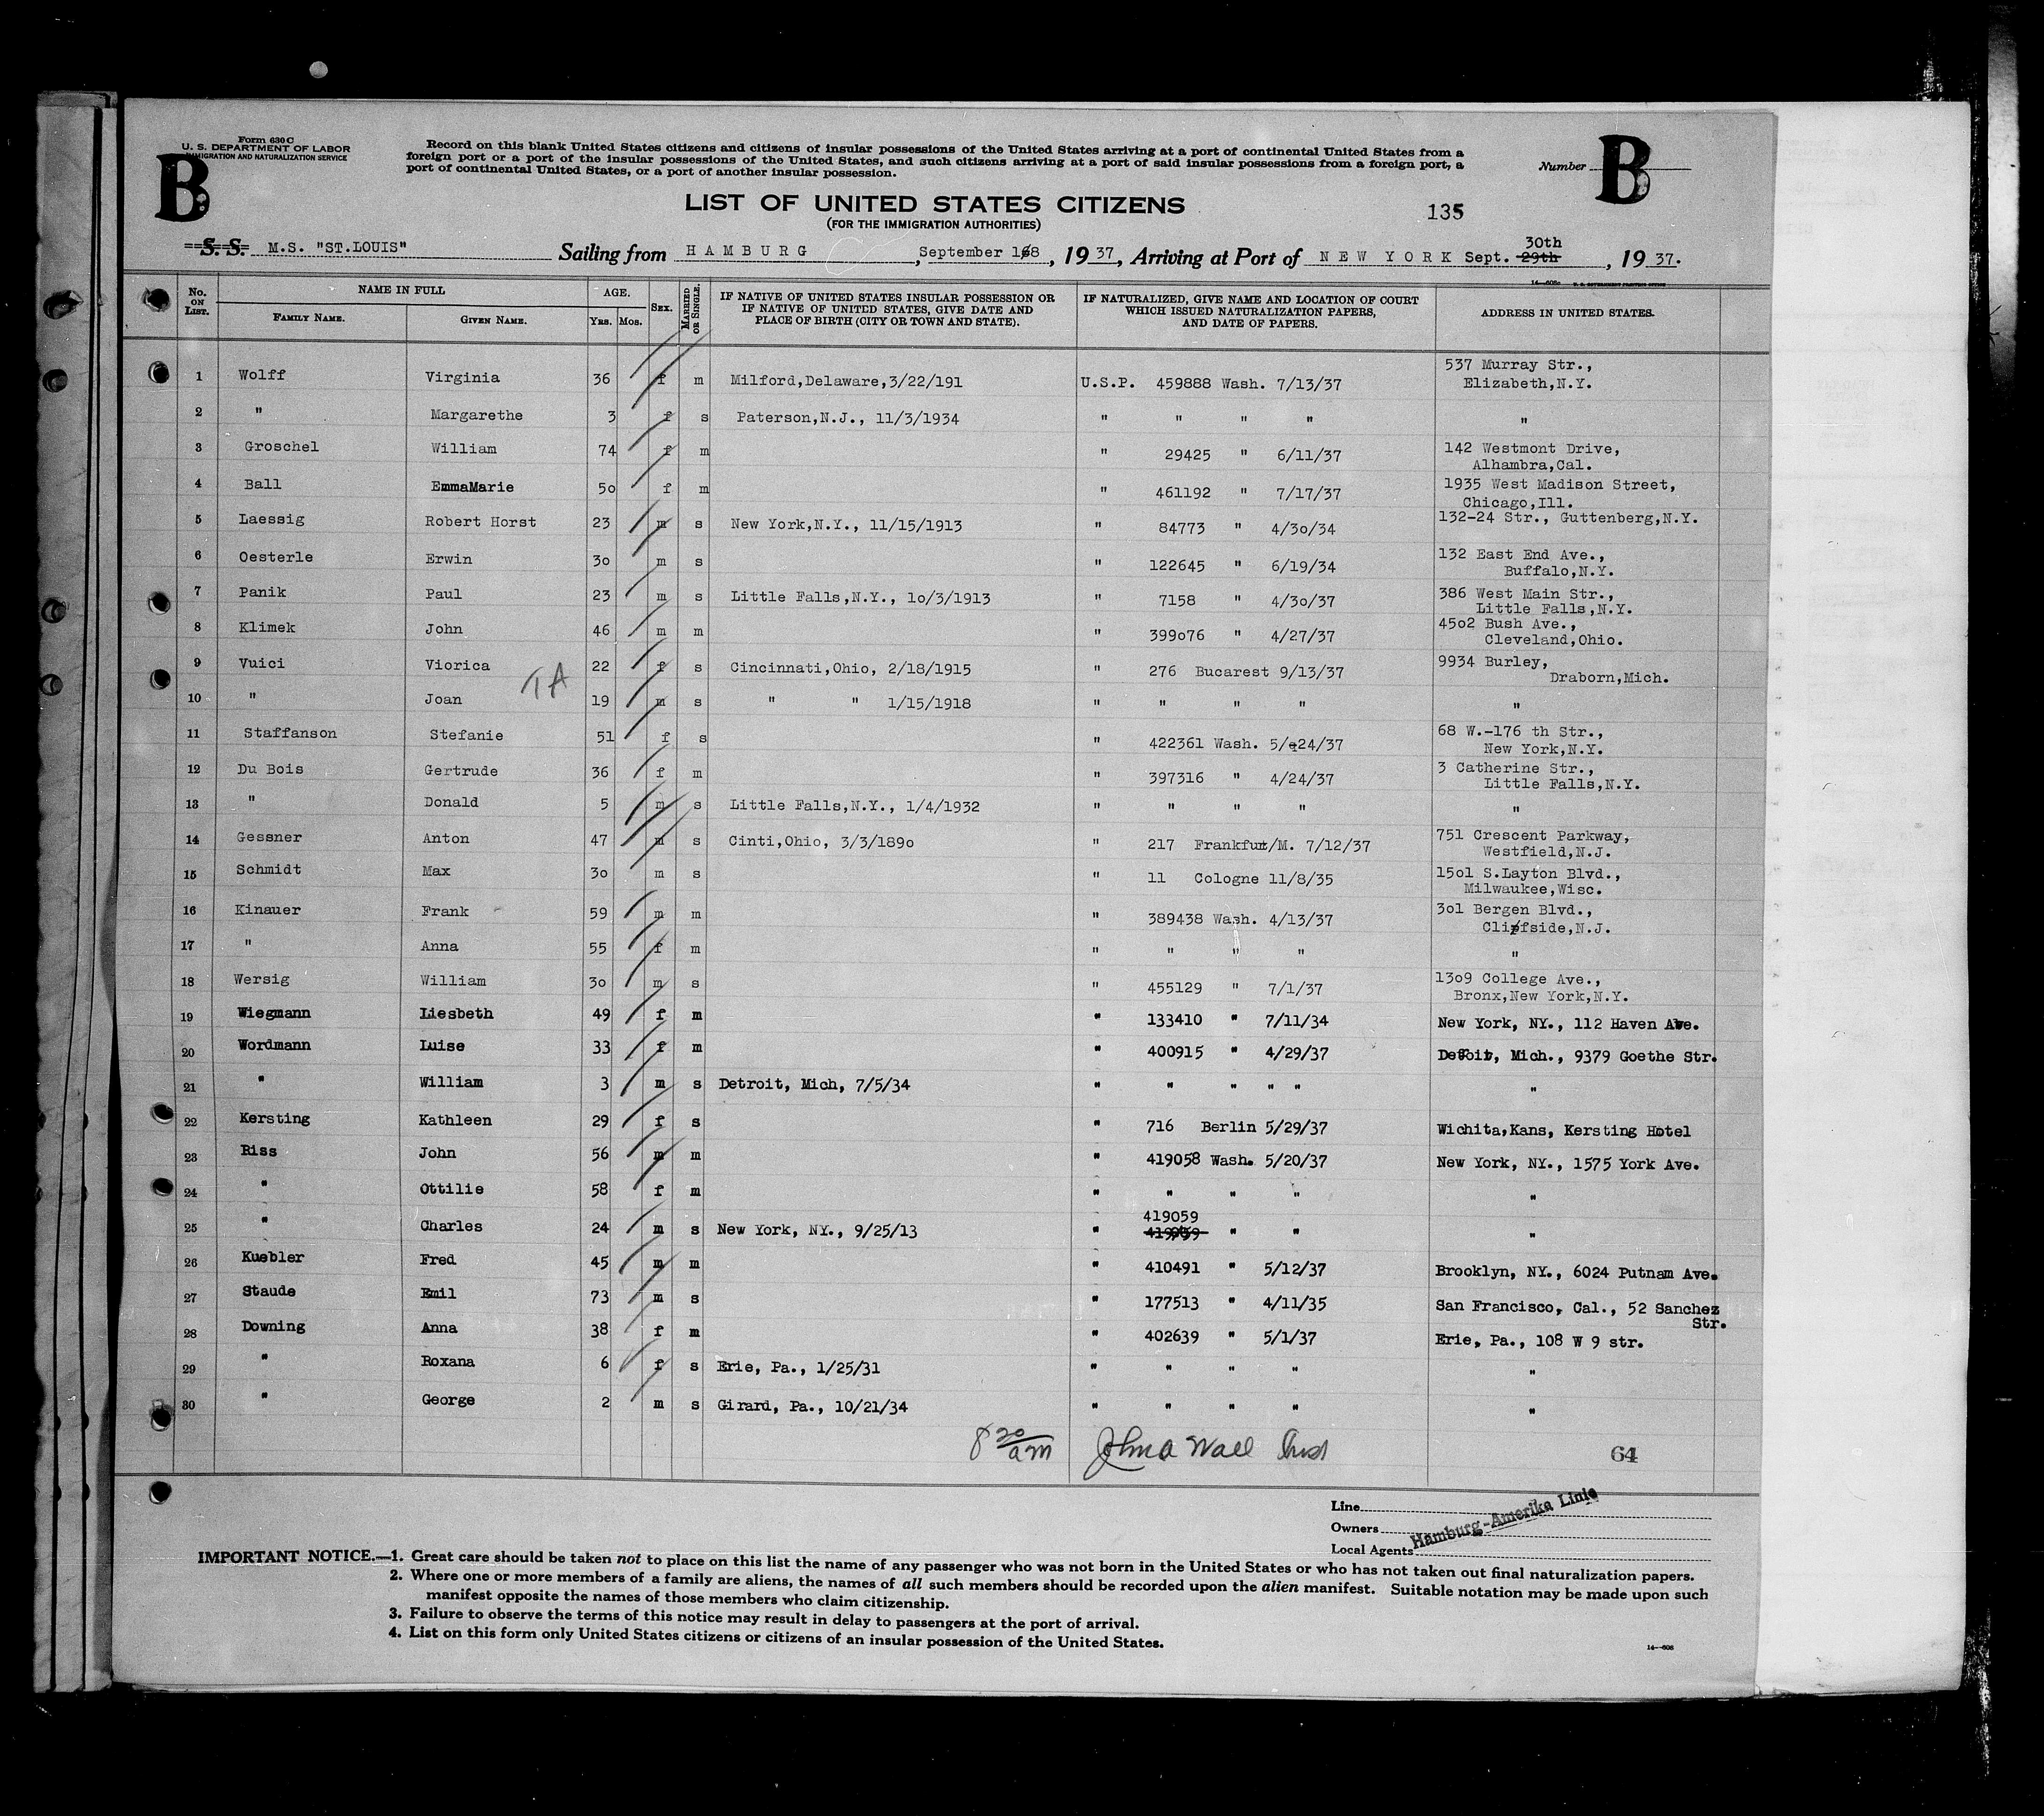 Form 630 C
U. S. DEPARTMENT OF LABOR
IMMIGRATION AND NATURALIZATION SERVICE
B
Record on this blank United States citizens and citizens of insular possessions of the United States arriving at a port of continental United States from a
foreign port or a port of the insular possessions of the United States, and such citizens arriving at a port of said insular possessions from a foreign port, a
port of continental United States, or a port of another insular possession.
Number B
LIST OF UNITED STATES CITIZENS
(FOR THE IMMIGRATION AUTHORITIES)
135
S. S. M.S. "ST.LOUIS" Sailing from HAMBURG, September 18, 1937, Arriving at Port of NEW YORK Sept. 29th 30th, 1937.
14—608c U. S. GOVERNMENT PRINTING OFFICE
No. ON LIST. NAME IN FULL FAMILY NAME. GIVEN NAME. AGE. YRS. MOS. SEX. MARRIED OR SINGLE. IF NATIVE OF UNITED STATES INSULAR POSSESSION OR IF NATIVE OF UNITED STATES, GIVE DATE AND PLACE OF BIRTH (CITY OR TOWN AND STATE). IF NATURALIZED, GIVE NAME AND LOCATION OF COURT WHICH ISSUED NATURALIZATION PAPERS, AND DATE OF PAPERS. ADDRESS IN UNITED STATES.
1 Wolff Virginia 36 f m Milford,Delaware,3/22/191 U.S.P. 459888 Wash. 7/13/37 537 Murray Str.,
Elizabeth,N.Y.
2 " Margarethe 3 f s Paterson,N.J., 11/3/1934 " " " " "
3 Groschel William 74 f m " 29425 " 6/11/37 142 Westmont Drive,
Alhambra,Cal.
4 Ball EmmaMarie 50 f m " 461192 " 7/17/37 1935 West Madison Street,
Chicago,Ill.
5 Laessig Robert Horst 23 m s New York,N.Y., 11/15/1913 " 84773 " 4/30/34 132-24 Str., Guttenberg,N.Y.
6 Oesterle Erwin 30 m s " 122645 " 6/19/34 132 East End Ave.,
Buffalo,N.Y.
7 Panik Paul 23 m s Little Falls,N.Y., 10/3/1913 " 7158 " 4/30/37 386 West Main Str.,
Little Falls,N.Y.
8 Klimek John 46 m m " 399076 " 4/27/37 4502 Bush Ave.,
Cleveland,Ohio.
9 Vuici Viorica 22 f s Cincinnati,Ohio, 2/18/1915 " 276 Bucarest 9/13/37 9934 Burley,
Draborn,Mich.
TA
10 " Joan 19 m s " " 1/15/1918 " " " " "
11 Staffanson Stefanie 51 f s " 422361 Wash. 5/24/37 68 W.-176 th Str.,
New York,N.Y.
12 Du Bois Gertrude 36 f m " 397316 " 4/24/37 3 Catherine Str.,
Little Falls,N.Y.
13 " Donald 5 m s Little Falls,N.Y., 1/4/1932 " " " " "
14 Gessner Anton 47 m s Cinti,Ohio, 3/3/1890 " 217 Frankfurt/M. 7/12/37 751 Crescent Parkway,
Westfield,N.J.
15 Schmidt Max 30 m s " 11 Cologne 11/8/35 1501 S.Layton Blvd.,
Milwaukee,Wisc.
16 Kinauer Frank 59 m m " 389438 Wash. 4/13/37 301 Bergen Blvd.,
Cliffside,N.J.
17 " Anna 55 f m " " " " "
18 Wersig William 30 m s " 455129 " 7/1/37 1309 College Ave.,
Bronx,New York,N.Y.
19 Wiegmann Liesbeth 49 f m " 133410 " 7/11/34 New York, NY., 112 Haven Ave.
20 Wordmann Luise 33 f m " 400915 " 4/29/37 Detroit, Mich., 9379 Goethe Str.
21 " William 3 m s Detroit, Mich, 7/5/34 " " " " " "
22 Kersting Kathleen 29 f s " 716 Berlin 5/29/37 Wichita,Kans, Kersting Hotel
23 Riss John 56 m m " 419058 Wash. 5/20/37 New York, NY., 1575 York Ave.
24 " Ottilie 58 f m " " " " "
25 " Charles 24 m s New York, NY., 9/25/13 " 419059 " " "
26 Kuebler Fred 45 m m " 410491 " 5/12/37 Brooklyn, NY., 6024 Putnam Ave.
27 Staude Emil 73 m s " 177513 " 4/11/35 San Francisco, Cal., 52 Sanchez
Str.
28 Downing Anna 38 f m " 402639 " 5/1/37 Erie, Pa., 108 W 9 str.
29 " Roxana 6 f s Erie, Pa., 1/25/31 " " " " "
30 " George 2 m s Girard, Pa., 10/21/34 " " " " "
8 20 am John A Wall 64
Line
Owners
Local Agents
Hamburg-Amerika Linie
IMPORTANT NOTICE.—1. Great care should be taken not to place on this list the name of any passenger who was not born in the United States or who has not taken out final naturalization papers.
2. Where one or more members of a family are aliens, the names of all such members should be recorded upon the alien manifest. Suitable notation may be made upon such
manifest opposite the names of those members who claim citizenship.
3. Failure to observe the terms of this notice may result in delay to passengers at the port of arrival.
4. List on this form only United States citizens or citizens of an insular possession of the United States.
14—608